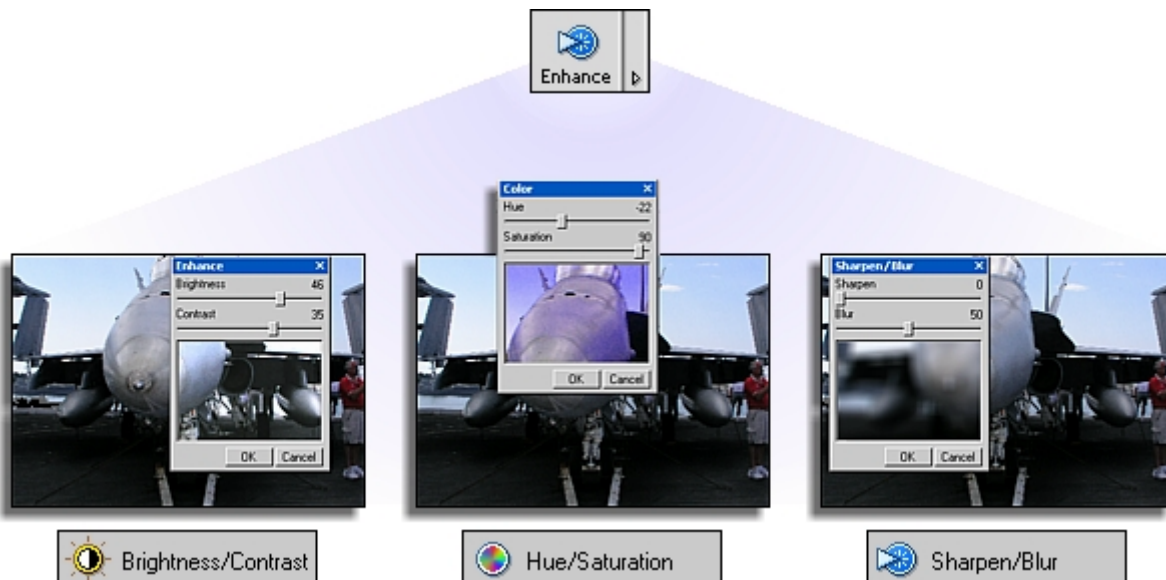 Enhance
Color
Hue -22
Saturation 90
OK Cancel
Enhance
Brightness 46
Contrast 35
OK Cancel
Sharpen/Blur
Sharpen 0
Blur 50
OK Cancel
Brightness/Contrast
Hue/Saturation
Sharpen/Blur